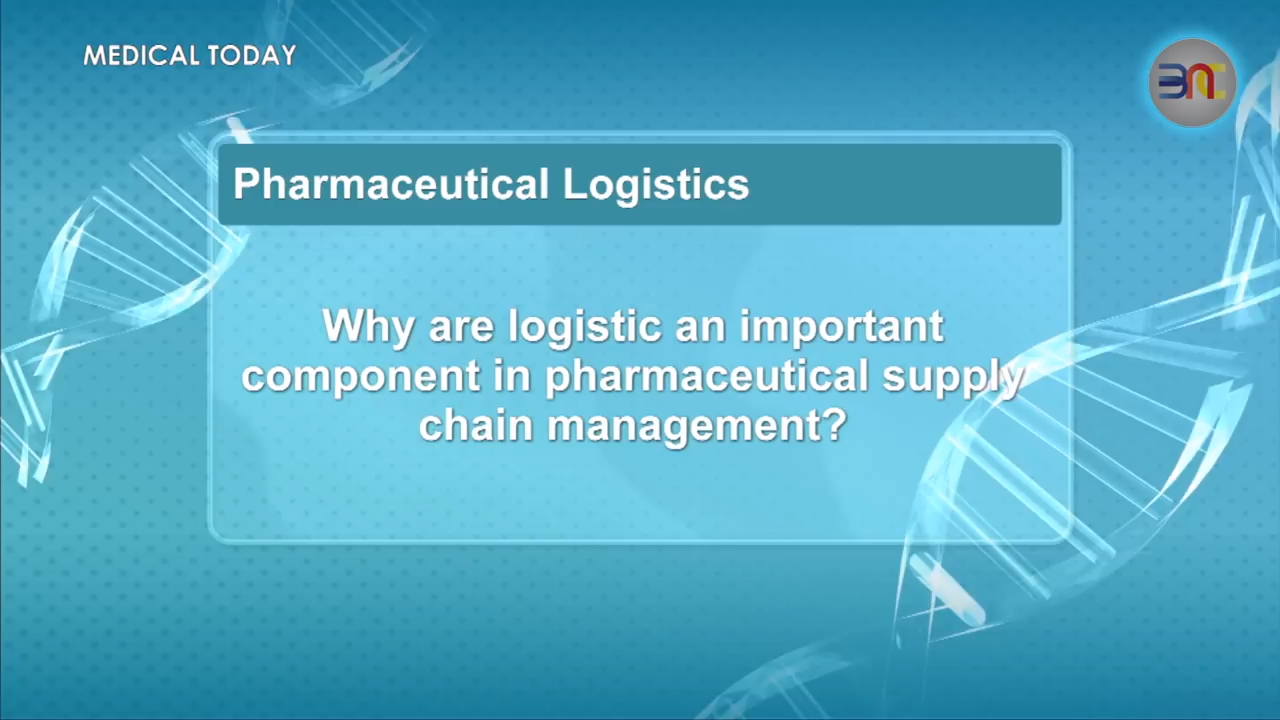 MEDICAL TODAY
Pharmaceutical Logistics
Why are logistic an important
component in pharmaceutical supply
chain management?